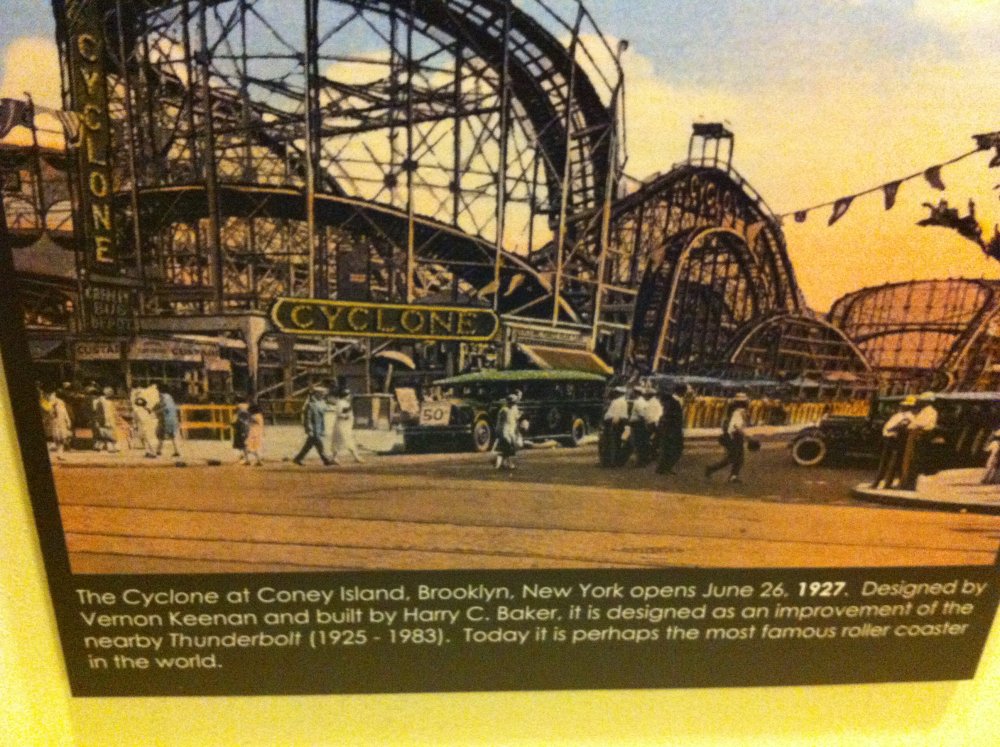 CYCLONE
CYCLONE
50
The Cyclone at Coney Island, Brooklyn, New York opens June 26, 1927. Designed by
Vernon Keenan and built by Harry C. Baker, it is designed as an improvement of the
nearby Thunderbolt (1925 - 1983). Today it is perhaps the most famous roller coaster
in the world.